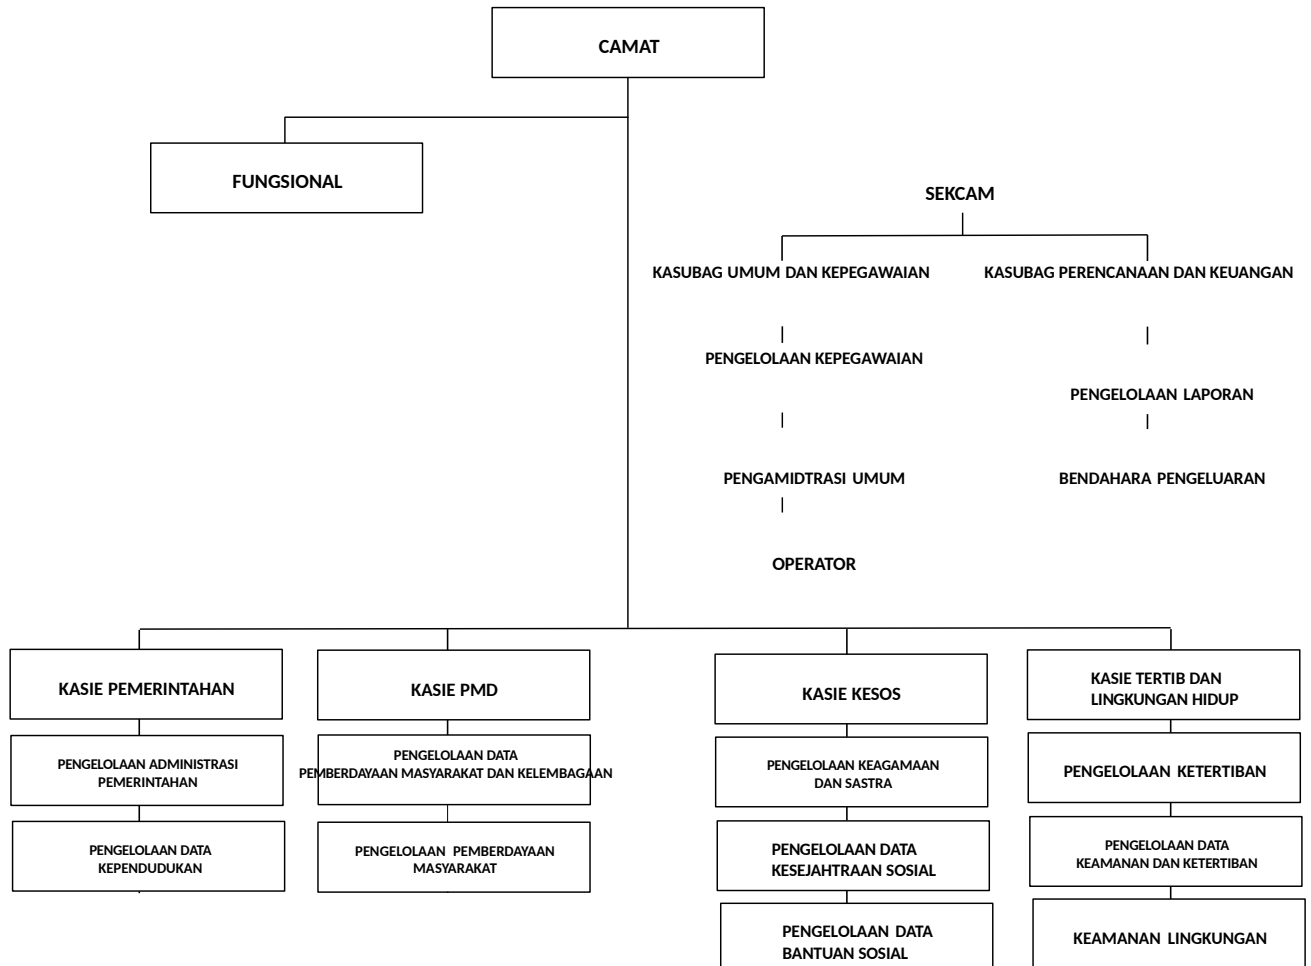 CAMAT
FUNGSIONAL
SEKCAM
KASUBAG UMUM DAN KEPEGAWAIAN
KASUBAG PERENCANAAN DAN KEUANGAN
PENGELOLAAN KEPEGAWAIAN
PENGELOLAAN LAPORAN
PENGAMIDTRASI UMUM
BENDAHARA PENGELUARAN
OPERATOR
KASIE PEMERINTAHAN
KASIE PMD
KASIE KESOS
KASIE TERTIB DAN
LINGKUNGAN HIDUP
PENGELOLAAN ADMINISTRASI
PEMERINTAHAN
PENGELOLAAN DATA
PEMBERDAYAAN MASYARAKAT DAN KELEMBAGAAN
PENGELOLAAN KEAGAMAAN
DAN SASTRA
PENGELOLAAN KETERTIBAN
PENGELOLAAN DATA
KEPENDUDUKAN
PENGELOLAAN PEMBERDAYAAN
MASYARAKAT
PENGELOLAAN DATA
KESEJAHTRAAN SOSIAL
PENGELOLAAN DATA
KEAMANAN DAN KETERTIBAN
PENGELOLAAN DATA
BANTUAN SOSIAL
KEAMANAN LINGKUNGAN